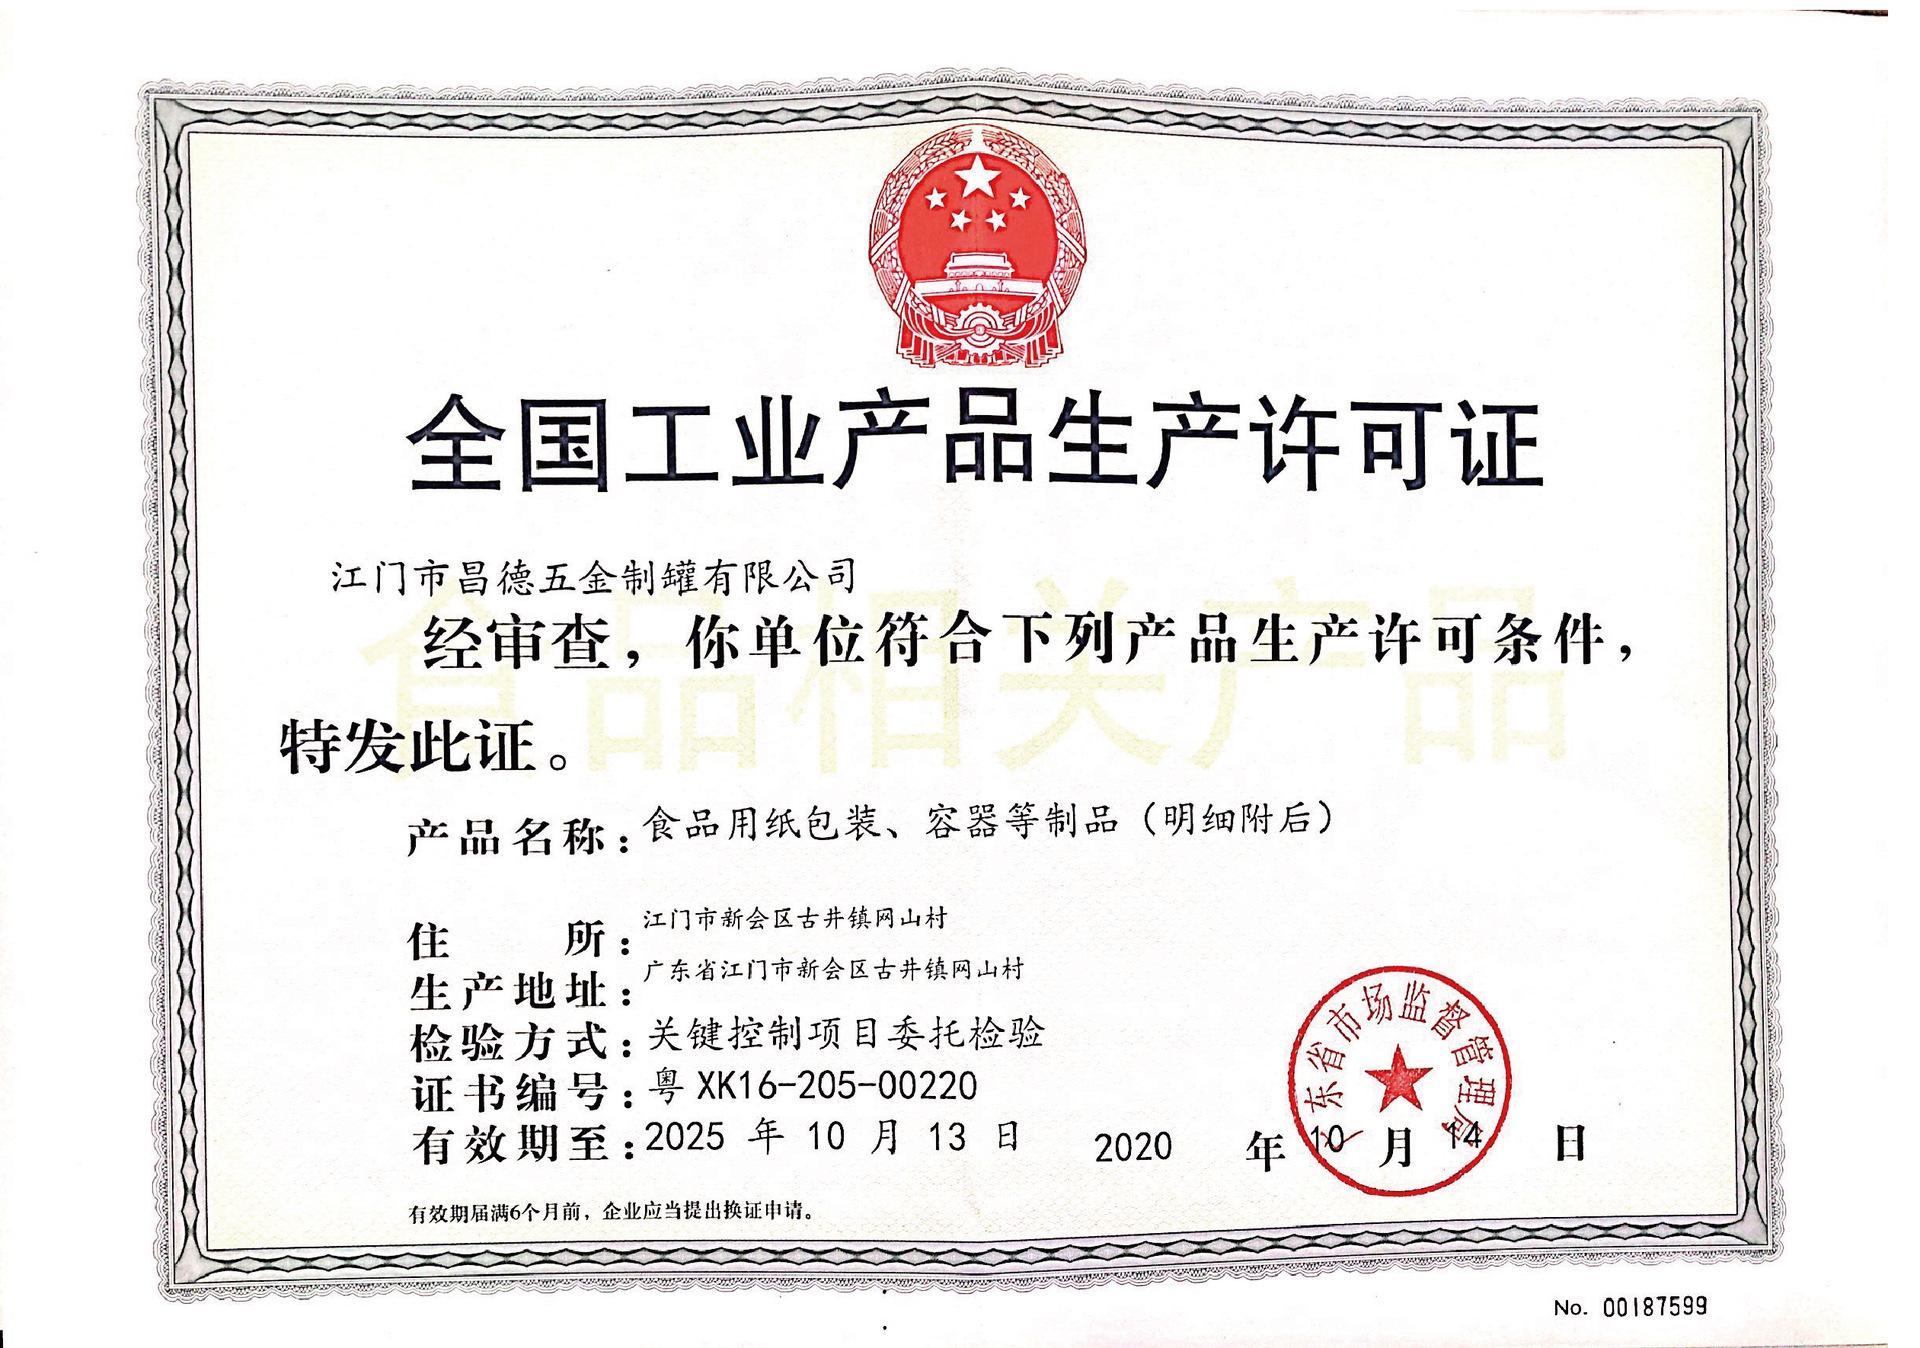 全国工业产品生产许可证
食品相关产品
江门市昌德五金制罐有限公司
经审查，你单位符合下列产品生产许可条件，
特发此证。
产品名称：食品用纸包装、容器等制品（明细附后）
住所：江门市新会区古井镇网山村
生产地址：广东省江门市新会区古井镇网山村
检验方式：关键控制项目委托检验
证书编号：粤 XK16-205-00220
有效期至：2025 年 10 月 13 日
广东省市场监督管理局
2020 年 10 月 14 日
有效期届满6个月前，企业应当提出换证申请。
No. 00187599